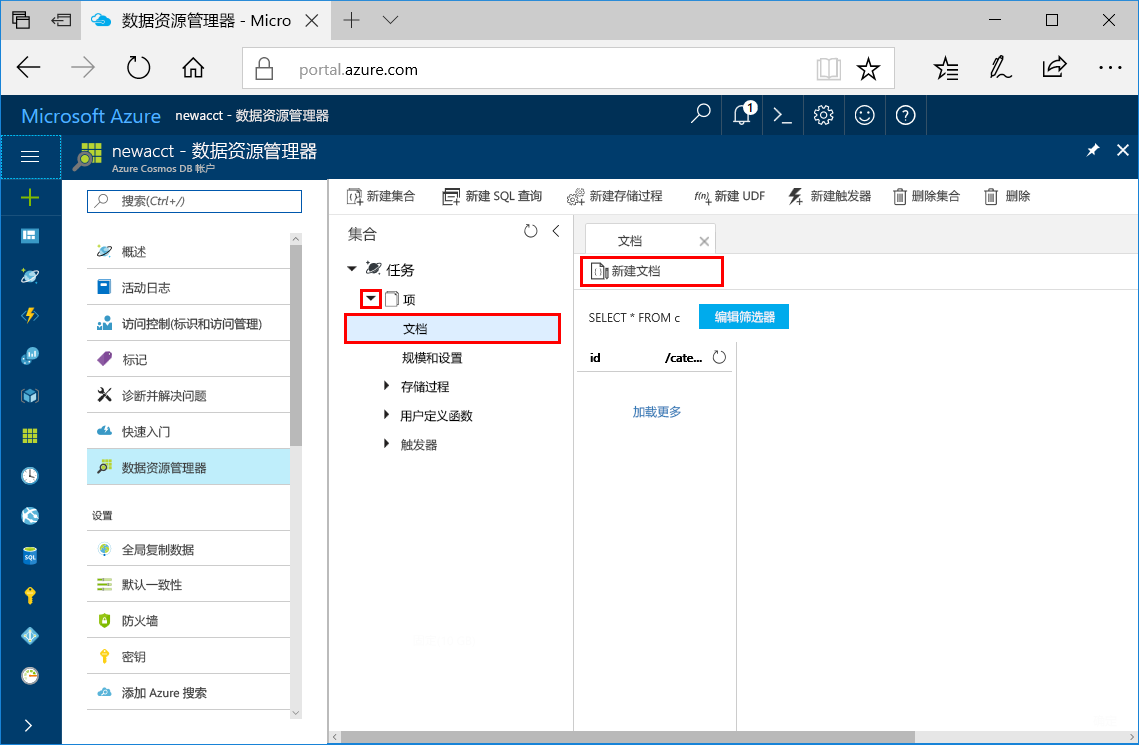 数据资源管理器 - Micro
portal.azure.com
Microsoft Azure newacct - 数据资源管理器
1
newacct - 数据资源管理器
Azure Cosmos DB 帐户
搜索(Ctrl+/)
概述
活动日志
访问控制(标识和访问管理)
标记
诊断并解决问题
快速入门
数据资源管理器
设置
全局复制数据
默认一致性
防火墙
密钥
添加 Azure 搜索
SQL
新建集合 新建 SQL 查询 新建存储过程 f(n) 新建 UDF 新建触发器 删除集合 删除
集合
任务
项
文档
规模和设置
存储过程
用户定义函数
触发器
文档
新建文档
SELECT * FROM c 编辑筛选器
id /cate...
加载更多